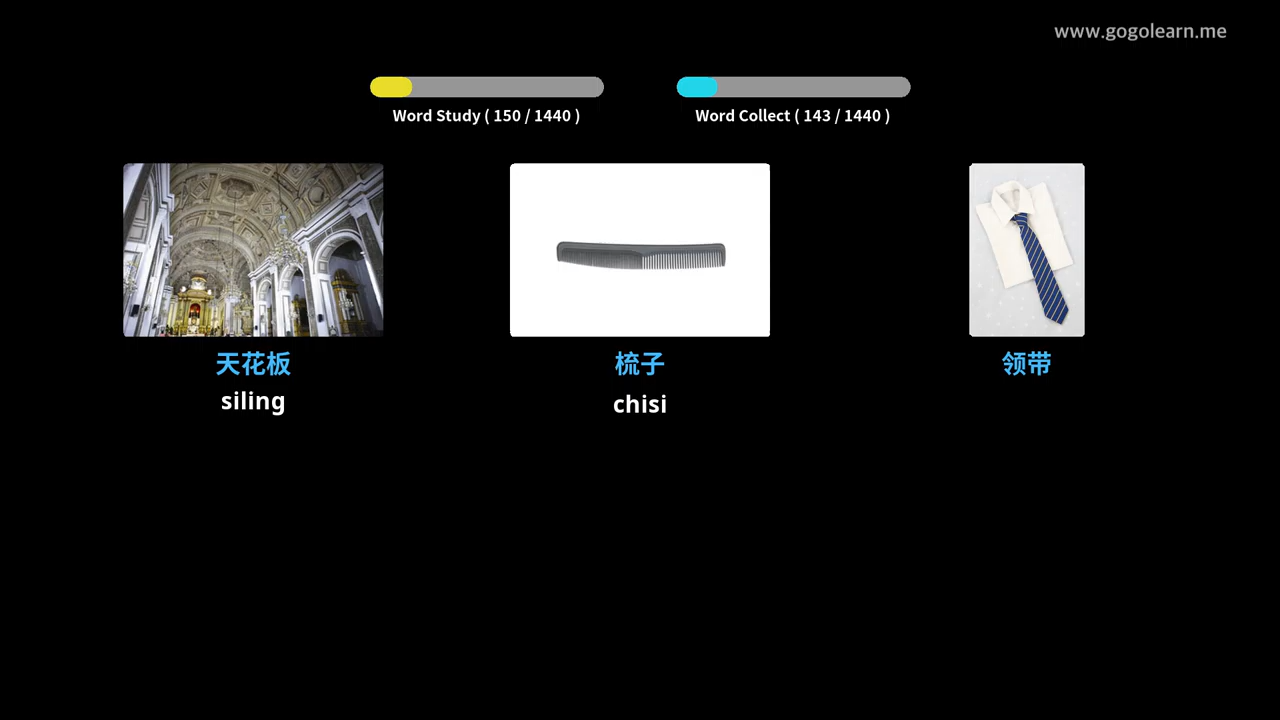 www.gogolearn.me
Word Study ( 150 / 1440 )
Word Collect ( 143 / 1440 )
天花板
梳子
领带
siling
chisi